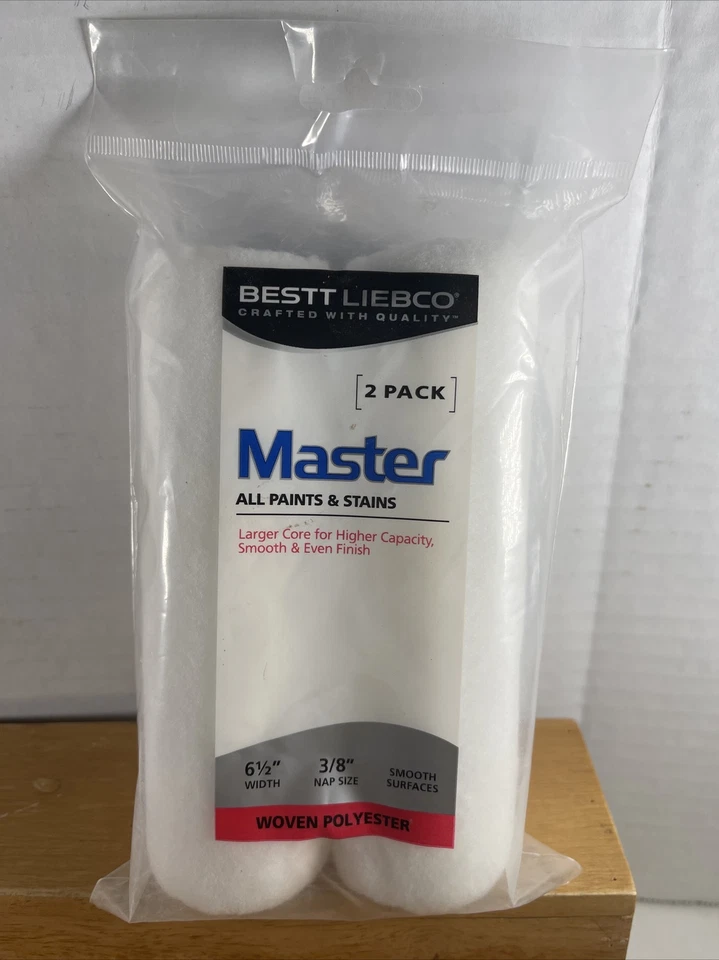 BESTT LIEBCO®
CRAFTED WITH QUALITY™
[2 PACK]
Master
ALL PAINTS & STAINS
Larger Core for Higher Capacity,
Smooth & Even Finish
6½" 3/8" SMOOTH
WIDTH NAP SIZE SURFACES
WOVEN POLYESTER